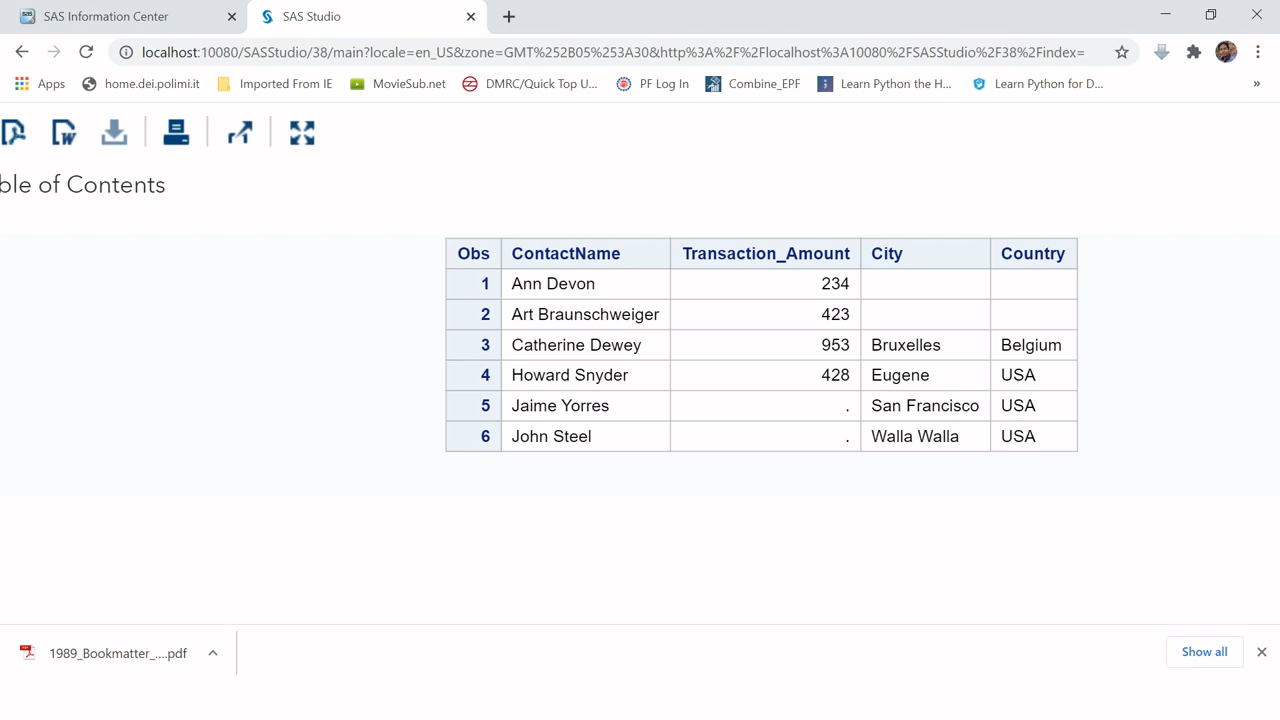 SAS Information Center
SAS Studio
localhost:10080/SASStudio/38/main?locale=en_US&zone=GMT%252B05%253A30&http%3A%2F%2Flocalhost%3A10080%2FSASStudio%2F38%2Findex=
Apps home.dei.polimi.it Imported From IE MovieSub.net DMRC/Quick Top U... PF Log In Combine_EPF Learn Python the H... Learn Python for D... »
ble of Contents
Obs ContactName Transaction_Amount City Country
1 Ann Devon 234
2 Art Braunschweiger 423
3 Catherine Dewey 953 Bruxelles Belgium
4 Howard Snyder 428 Eugene USA
5 Jaime Yorres . San Francisco USA
6 John Steel . Walla Walla USA
1989_Bookmatter_....pdf
Show all